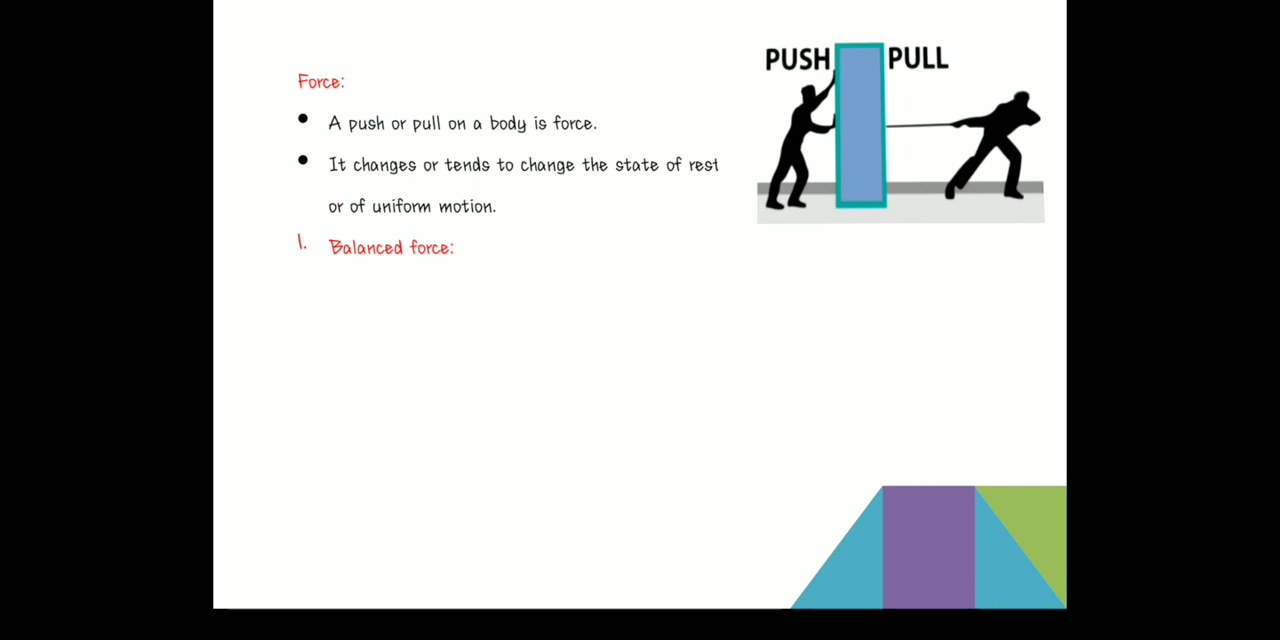 PUSH PULL
Force:
• A push or pull on a body is force.
• It changes or tends to change the state of rest
or of uniform motion.
1. Balanced force: